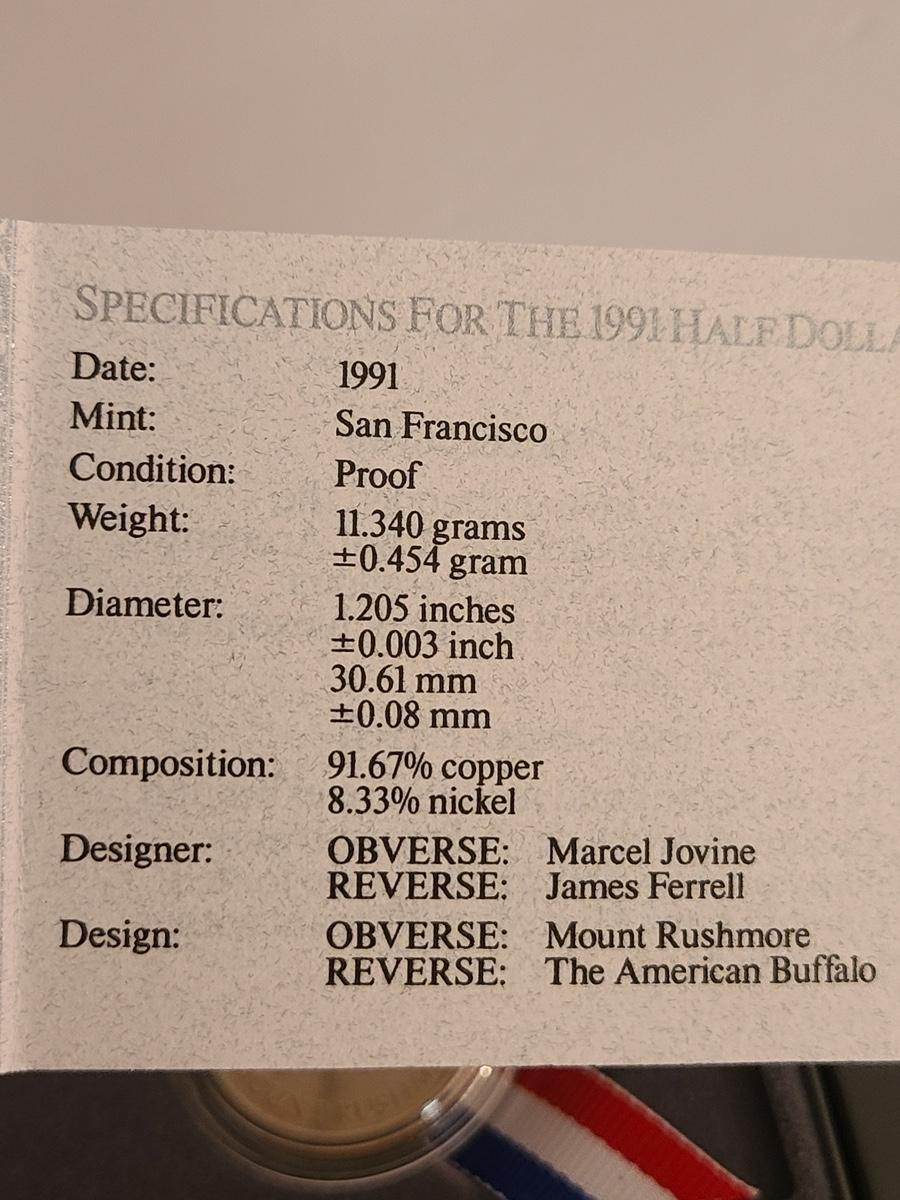 SPECIFICATIONS FOR THE 1991 HALF DOLLA
Date: 1991
Mint: San Francisco
Condition: Proof
Weight: 11.340 grams
±0.454 gram
Diameter: 1.205 inches
±0.003 inch
30.61 mm
±0.08 mm
Composition: 91.67% copper
8.33% nickel
Designer: OBVERSE: Marcel Jovine
REVERSE: James Ferrell
Design: OBVERSE: Mount Rushmore
REVERSE: The American Buffalo